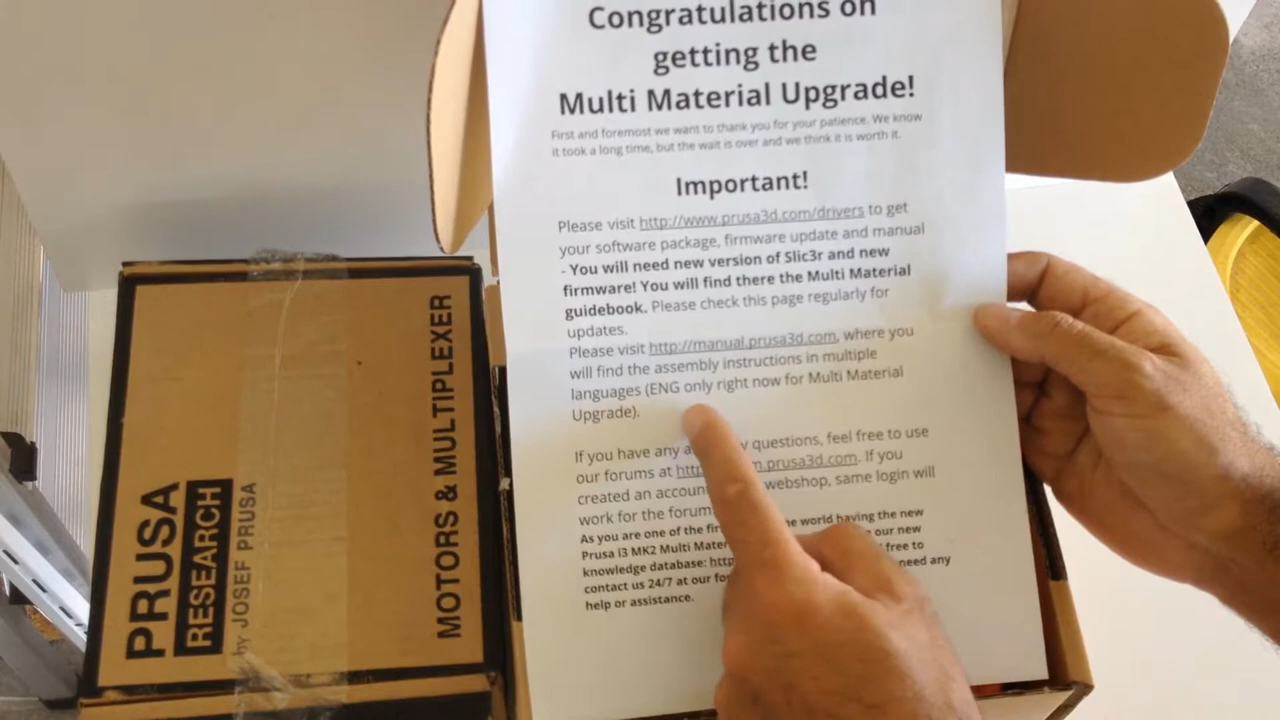 Congratulations on
getting the
Multi Material Upgrade!
First and foremost we want to thank you for your patience. We know
it took a long time, but the wait is over and we think it is worth it.
Important!
Please visit http://www.prusa3d.com/drivers to get
your software package, firmware update and manual
- You will need new version of Slic3r and new
firmware! You will find there the Multi Material
guidebook. Please check this page regularly for
updates.
Please visit http://manual.prusa3d.com, where you
will find the assembly instructions in multiple
languages (ENG only right now for Multi Material
Upgrade).
If you have any questions, feel free to use
our forums at .prusa3d.com. If you
created an webshop, same login will
work for the
As you are one of the world having the new
Prusa i3 MK2 Multi our new
knowledge database: free to
contact us 24/7 at our need any
help or assistance.
PRUSA
RESEARCH
by JOSEF PRUSA
MOTORS & MULTIPLEXER